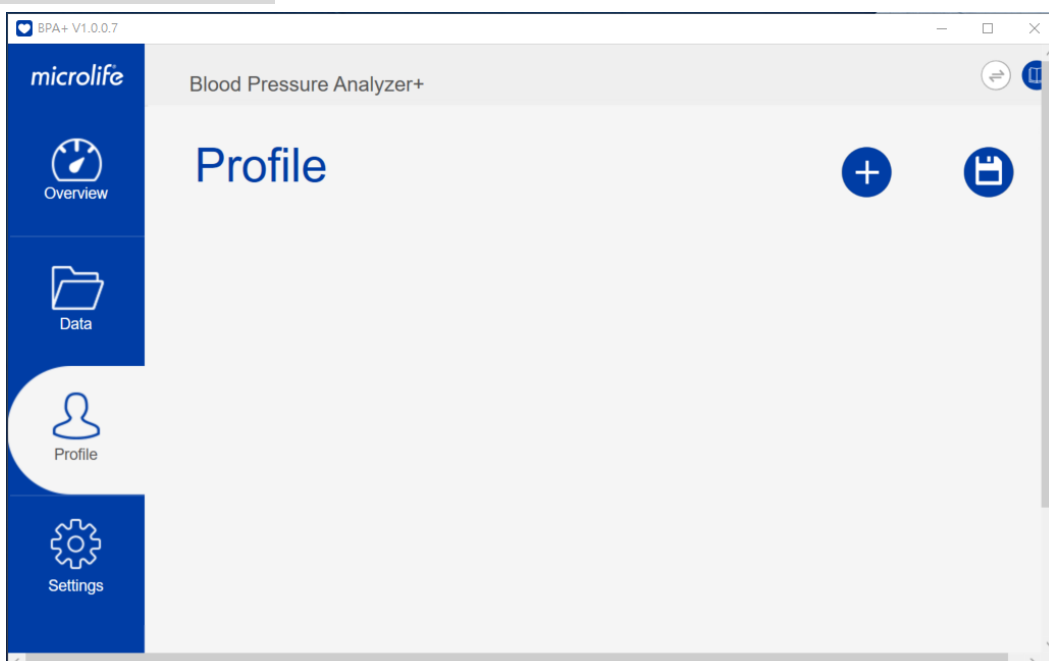 BPA+ V1.0.0.7
microlife
Blood Pressure Analyzer+
Profile
Overview
Data
Profile
Settings